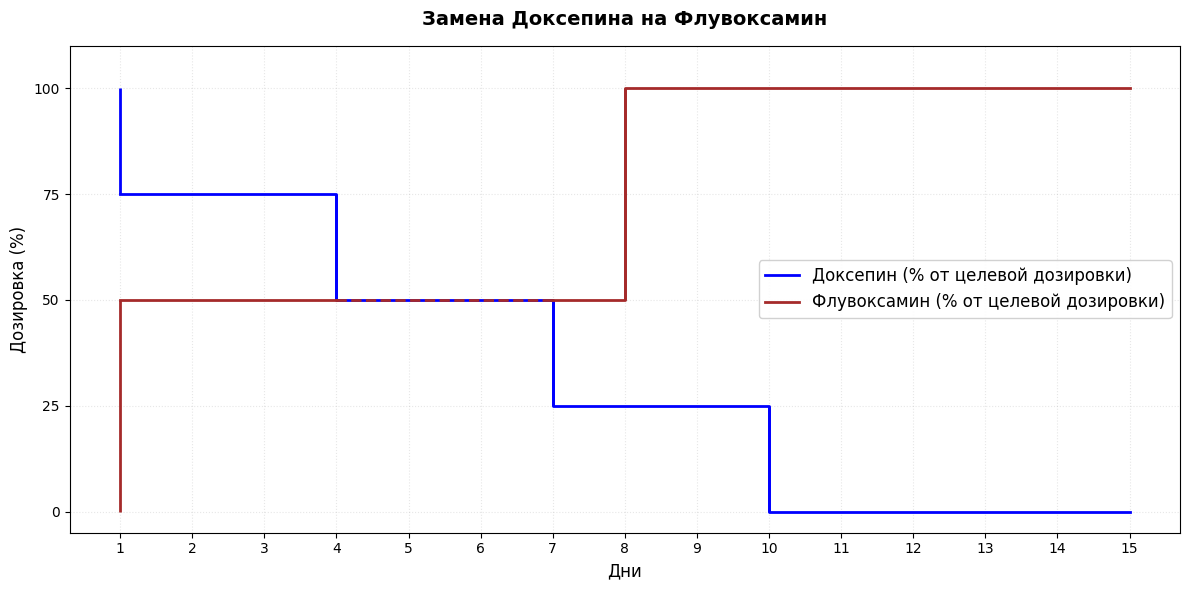 Замена Доксепина на Флувоксамин
Дозировка (%)
100
75
50
25
0
Доксепин (% от целевой дозировки)
Флувоксамин (% от целевой дозировки)
1 2 3 4 5 6 7 8 9 10 11 12 13 14 15
Дни